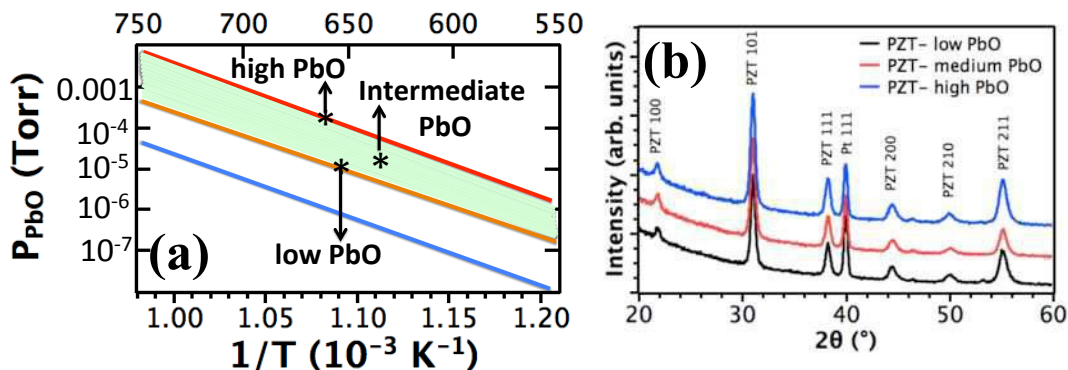 750 700 650 600 550
high PbO
Intermediate
PbO
0.001
10⁻⁴
10⁻⁵
10⁻⁶
10⁻⁷
P_PbO (Torr)
low PbO
(a)
1.00 1.05 1.10 1.15 1.20
1/T (10⁻³ K⁻¹)
(b)
PZT– low PbO
PZT– medium PbO
PZT– high PbO
PZT 100
PZT 101
PZT 111
Pt 111
PZT 200
PZT 210
PZT 211
Intensity (arb. units)
20 30 40 50 60
2θ (°)